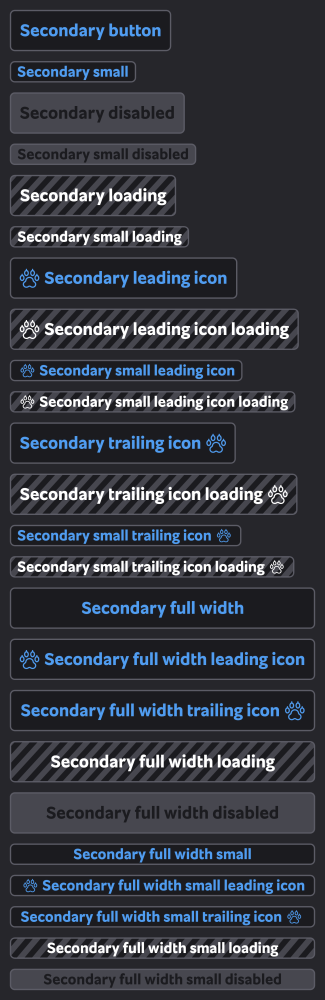 Secondary button
Secondary small
Secondary disabled
Secondary small disabled
Secondary loading
Secondary small loading
Secondary leading icon
Secondary leading icon loading
Secondary small leading icon
Secondary small leading icon loading
Secondary trailing icon
Secondary trailing icon loading
Secondary small trailing icon
Secondary small trailing icon loading
Secondary full width
Secondary full width leading icon
Secondary full width trailing icon
Secondary full width loading
Secondary full width disabled
Secondary full width small
Secondary full width small leading icon
Secondary full width small trailing icon
Secondary full width small loading
Secondary full width small disabled